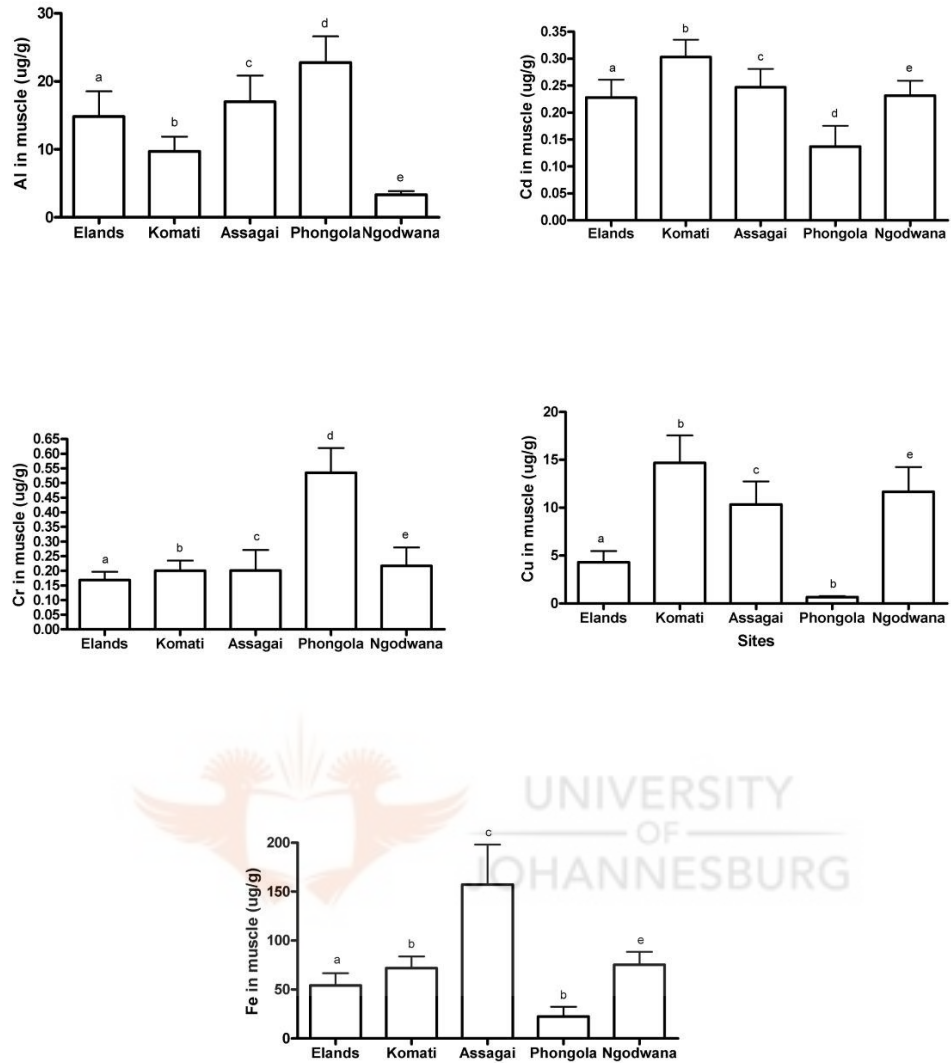 Al in muscle (ug/g)
30
20
10
0
a
b
c
d
e
Elands Komati Assagai Phongola Ngodwana
Cd in muscle (ug/g)
0.35
0.30
0.25
0.20
0.15
0.10
0.05
0.00
a
b
c
d
e
Elands Komati Assagai Phongola Ngodwana
Cr in muscle (ug/g)
0.65
0.60
0.55
0.50
0.45
0.40
0.35
0.30
0.25
0.20
0.15
0.10
0.05
0.00
a
b
c
d
e
Elands Komati Assagai Phongola Ngodwana
Cu in muscle (ug/g)
20
15
10
5
0
a
b
c
b
e
Elands Komati Assagai Phongola Ngodwana
Sites
UNIVERSITY
OF
JOHANNESBURG
Fe in muscle (ug/g)
200
150
100
50
0
a
b
c
b
e
Elands Komati Assagai Phongola Ngodwana